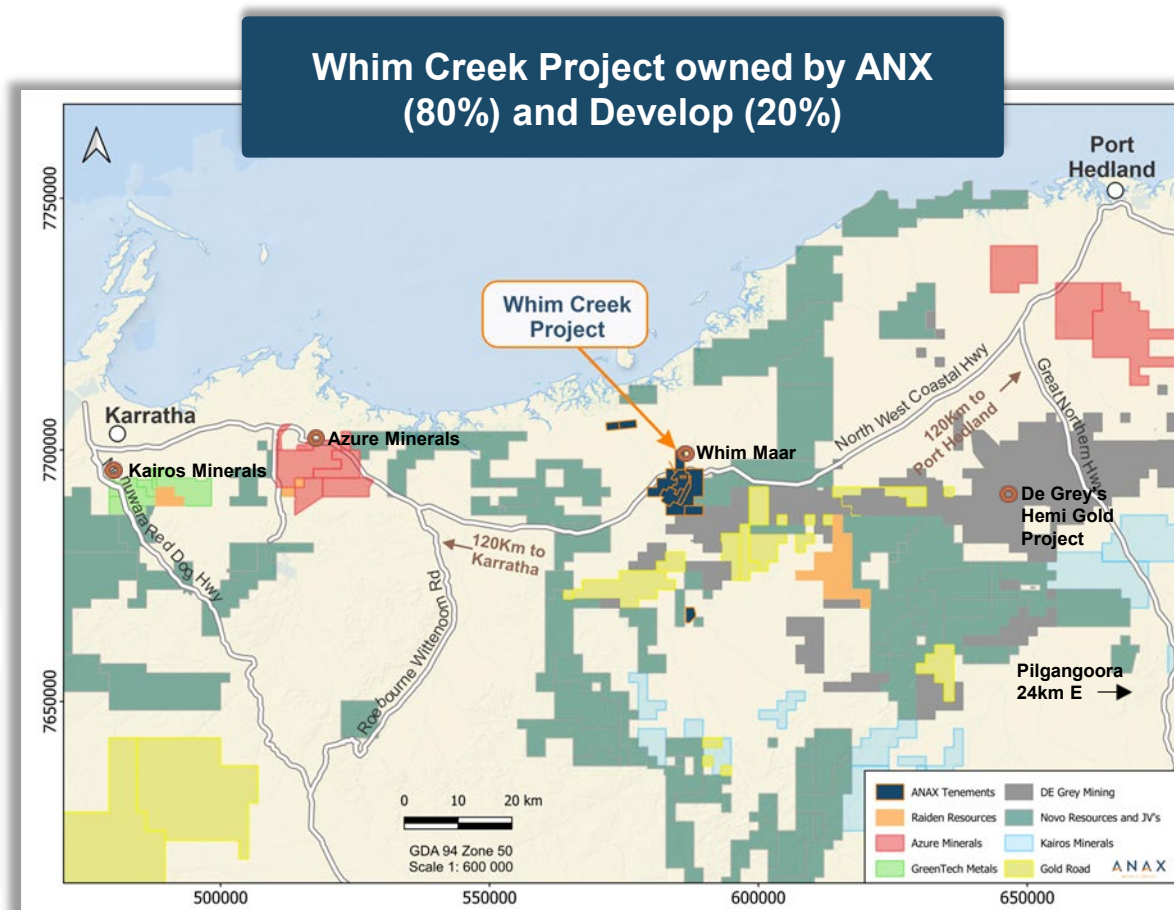 Whim Creek Project owned by ANX
(80%) and Develop (20%)
Port
Hedland
7750000
Whim Creek
Project
North West Coastal Hwy
Great Northern Hwy
120Km to
Port Hedland
Karratha
Azure Minerals
Kairos Minerals
Whim Maar
7700000
De Grey's
Hemi Gold
Project
120Km to
Karratha
Manuwarra Red Dog Hwy
Roebourne Wittenoom Rd
Pilgangoora
24km E
7650000
0 10 20 km
GDA 94 Zone 50
Scale 1: 600 000
ANAX Tenements
DE Grey Mining
Raiden Resources
Novo Resources and JV's
Azure Minerals
Kairos Minerals
GreenTech Metals
Gold Road
ANAX
500000
550000
600000
650000